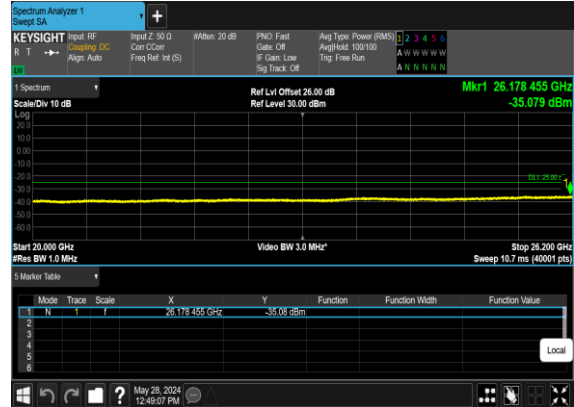 Spectrum Analyzer 1
Swept SA
+
KEYSIGHT Input: RF Input Z: 50 Ω #Atten: 20 dB PNO: Fast Avg Type: Power (RMS) 1 2 3 4 5 6
R T Coupling: DC Corr CCorr Gate: Off Avg|Hold: 100/100 A W W W W W
Align: Auto Freq Ref: Int (S) IF Gain: Low Trig: Free Run
Sig Track: Off A N N N N N
LM
1 Spectrum Ref Lvl Offset 26.00 dB Mkr1 26.178 455 GHz
Scale/Div 10 dB Ref Level 30.00 dBm -35.079 dBm
Log
20.0
10.0
0.00
-10.0
-20.0
DL1 -25.00
-30.0
1
-40.0
-50.0
-60.0
Start 20.000 GHz Video BW 3.0 MHz* Stop 26.200 GHz
#Res BW 1.0 MHz Sweep 10.7 ms (40001 pts)
5 Marker Table
Mode Trace Scale X Y Function Function Width Function Value
1 N 1 f 26.178 455 GHz -35.08 dBm
2
3
4
5
6
Local
? May 28, 2024
12:49:07 PM